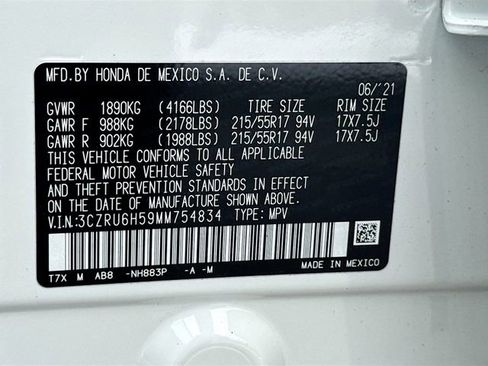 MFD.BY HONDA DE MEXICO S.A. DE C.V.
06/'21
GVWR 1890KG (4166LBS) TIRE SIZE RIM SIZE
GAWR F 988KG (2178LBS) 215/55R17 94V 17X7.5J
GAWR R 902KG (1988LBS) 215/55R17 94V 17X7.5J
THIS VEHICLE CONFORMS TO ALL APPLICABLE
FEDERAL MOTOR VEHICLE SAFETY
AND THEFT PREVENTION STANDARDS IN EFFECT
ON THE DATE OF MANUFACTURE SHOWN ABOVE.
V.I.N:3CZRU6H59MM754834 TYPE: MPV
T7X M AB8 -NH883P -A -M
MADE IN MEXICO